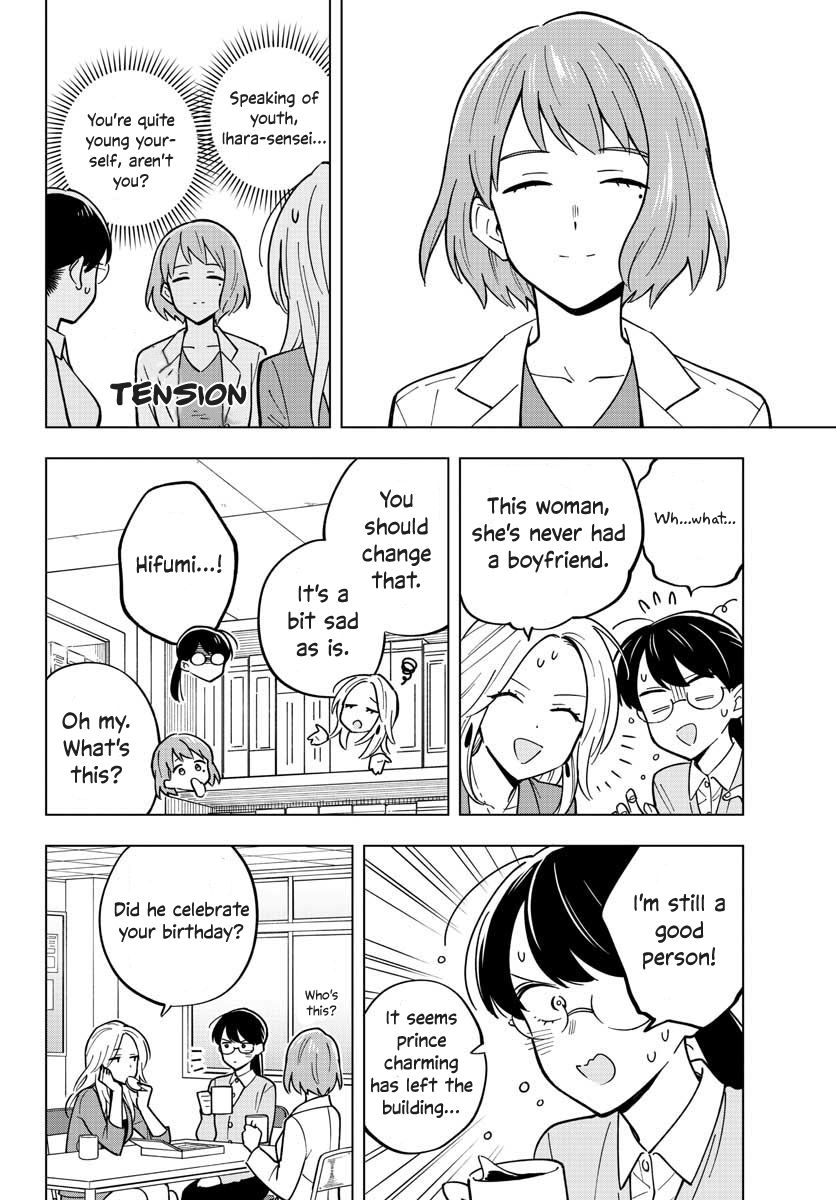 Speaking of
youth,
Ihara-sensei...
You're quite
young your-
self, aren't
you?
TENSION
Wh...what...
This woman,
she's never had
a boyfriend.
You
should
change
that.
It's a
bit sad
as is.
Hifumi...!
Oh my.
What's
this?
I'm still a
good
person!
It seems
prince
charming
has left the
building...
Did he celebrate
your birthday?
Who's
this?